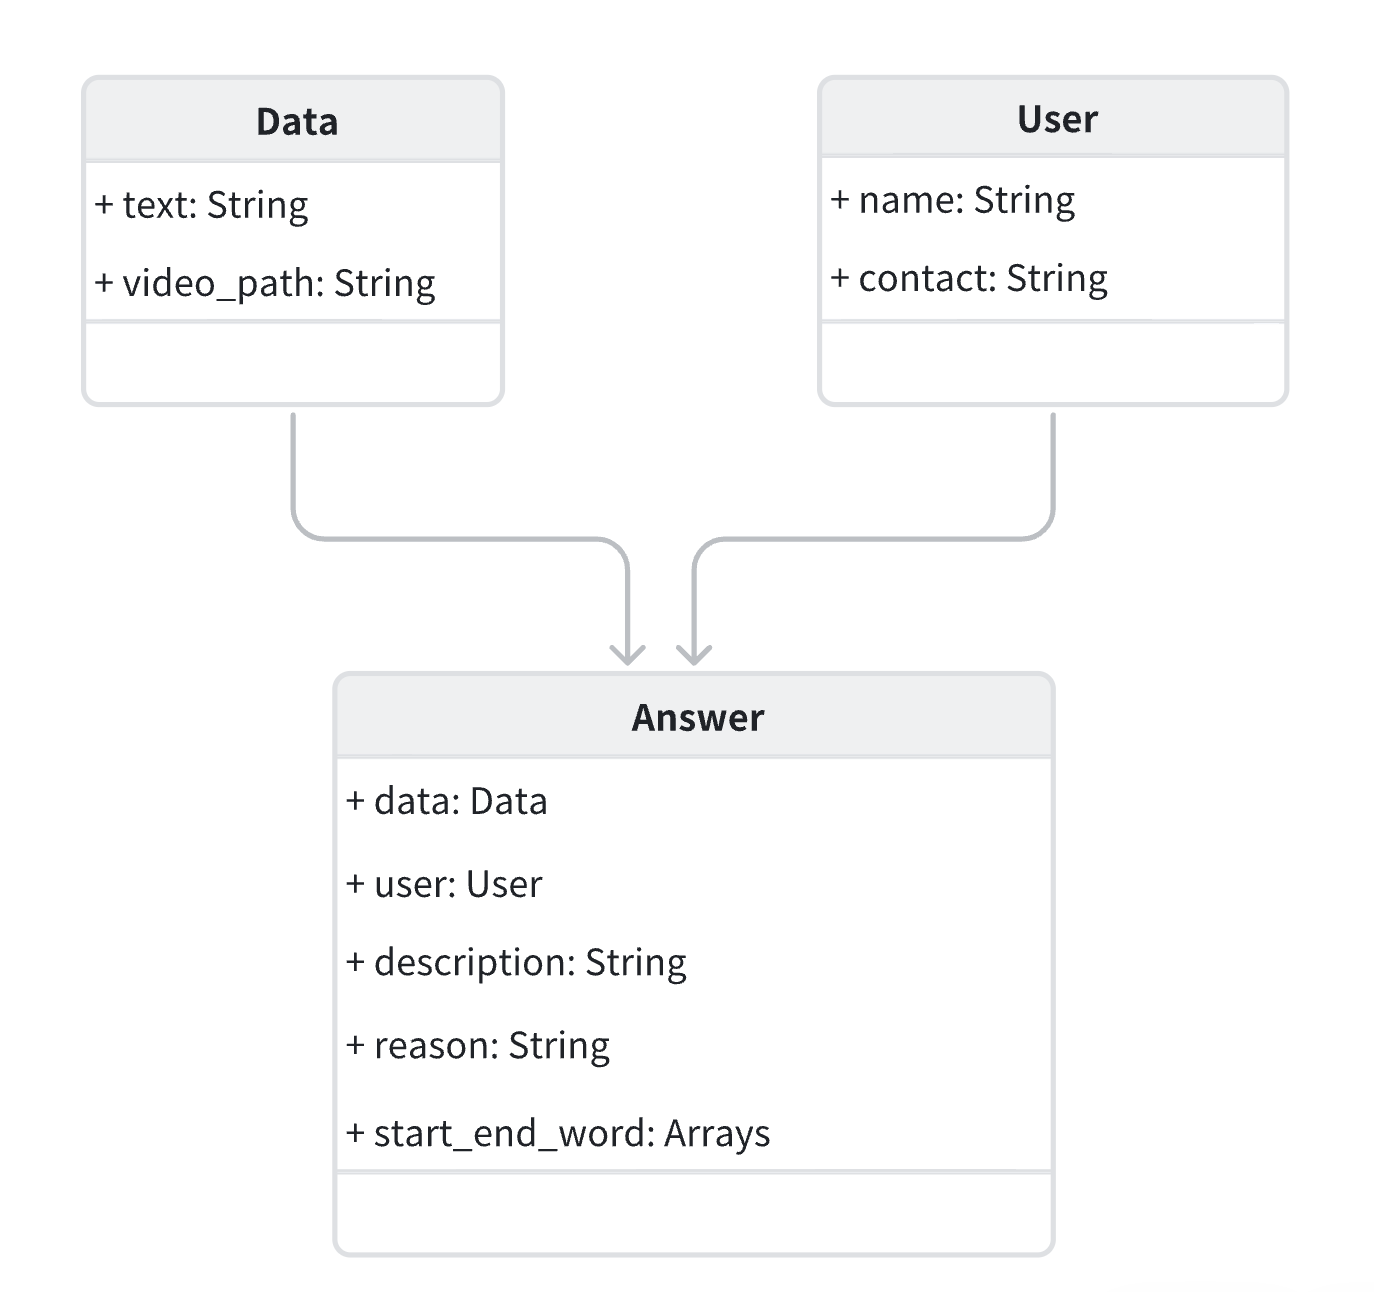 Data
+ text: String
+ video_path: String
User
+ name: String
+ contact: String
Answer
+ data: Data
+ user: User
+ description: String
+ reason: String
+ start_end_word: Arrays